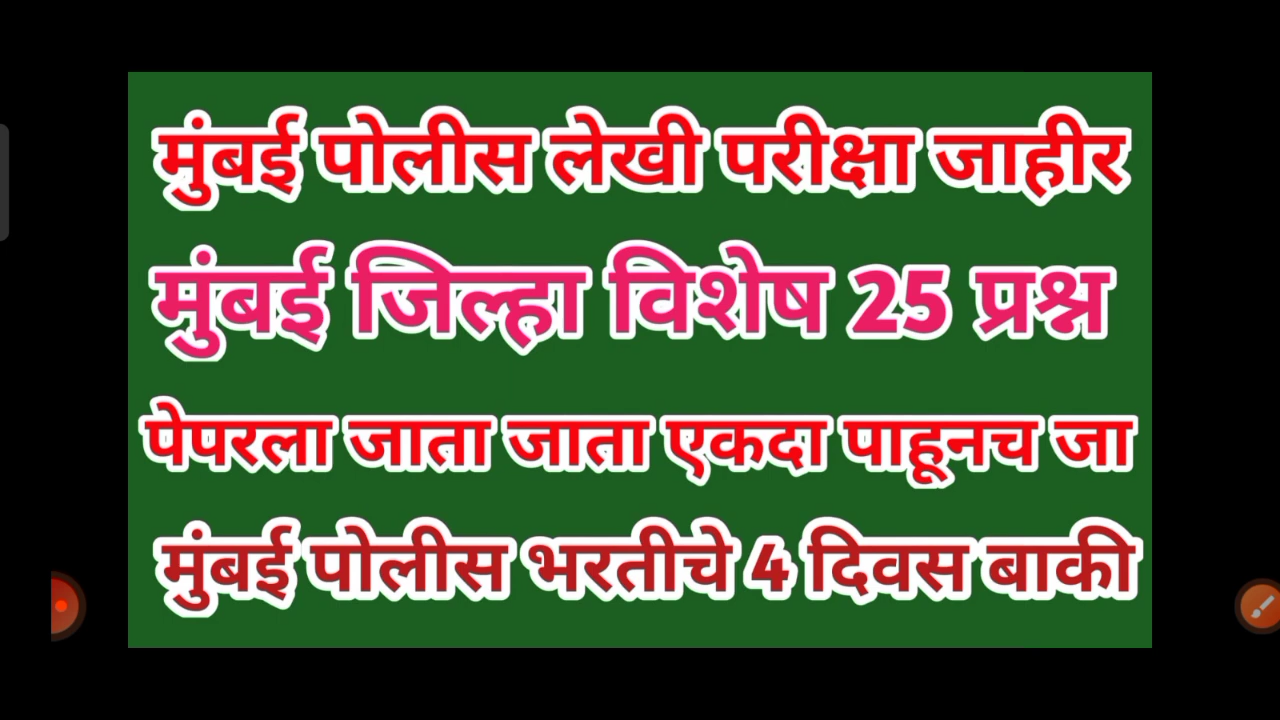 मुंबई पोलीस लेखी परीक्षा जाहीर
मुंबई जिल्हा विशेष 25 प्रश्न
पेपरला जाता जाता एकदा पाहूनच जा
मुंबई पोलीस भरतीचे 4 दिवस बाकी